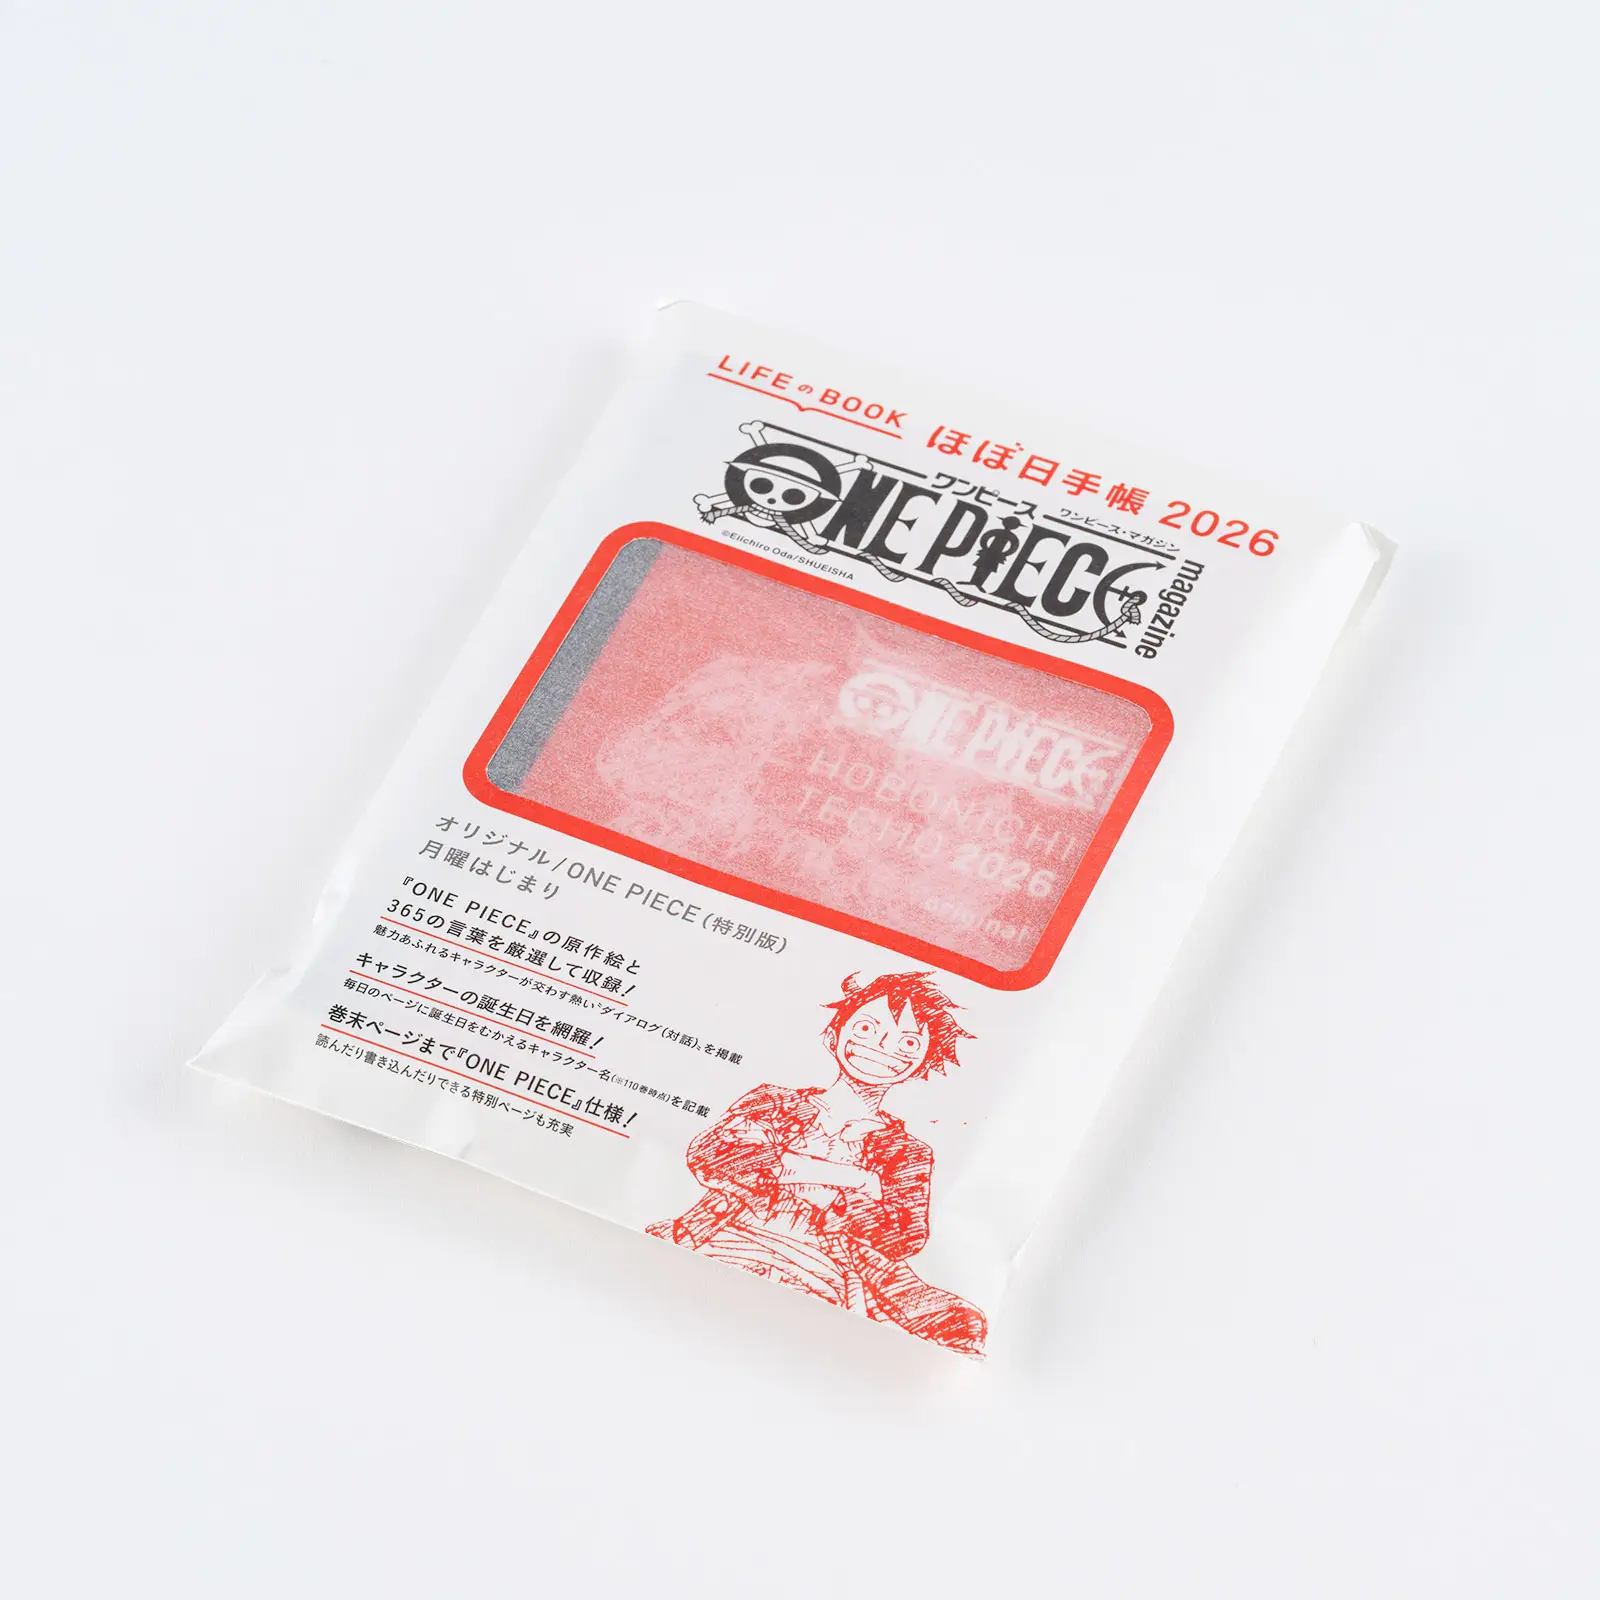 LIFEのBOOK ほぼ日手帳 2026
ワンピース
ONE PIECE
ワンピース・マガジン
magazine
©Eiichiro Oda/SHUEISHA
ONE PIECE
HOBONICHI
TECHO 2026
original
オリジナル/ONE PIECE (特別版)
月曜はじまり
『ONE PIECE』の原作絵と
365の言葉を厳選して収録!
魅力あふれるキャラクターが交わす熱い〝ダイアログ(対話)〟を掲載
キャラクターの誕生日を網羅!
毎日のページに誕生日をむかえるキャラクター名(※110巻時点)を記載
巻末ページまで『ONE PIECE』仕様!
読んだり書き込んだりできる特別ページも充実